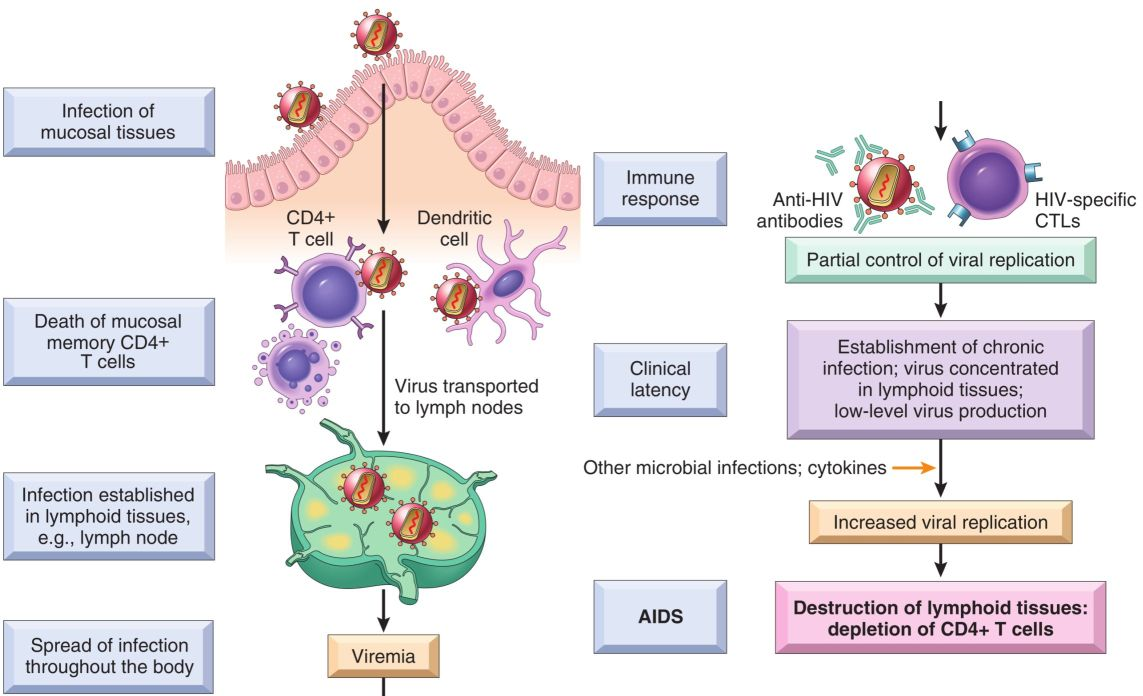 Infection of
mucosal tissues
CD4+
T cell
Dendritic
cell
Death of mucosal
memory CD4+
T cells
Virus transported
to lymph nodes
Infection established
in lymphoid tissues,
e.g., lymph node
Spread of infection
throughout the body
Viremia
Immune
response
Anti-HIV
antibodies
HIV-specific
CTLs
Partial control of viral replication
Clinical
latency
Establishment of chronic
infection; virus concentrated
in lymphoid tissues;
low-level virus production
Other microbial infections; cytokines
Increased viral replication
AIDS
Destruction of lymphoid tissues:
depletion of CD4+ T cells